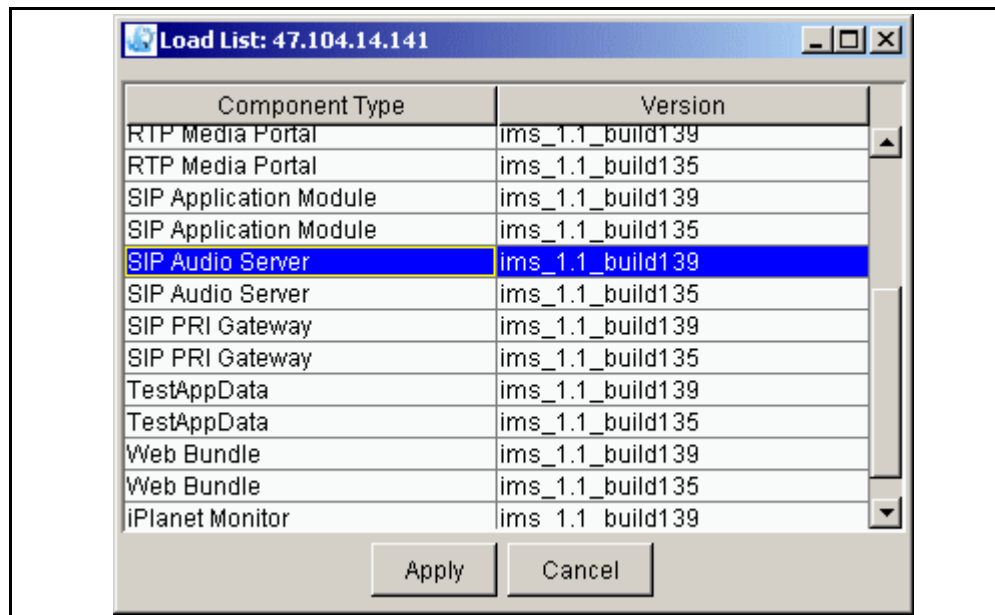 Load List: 47.104.14.141
Component Type Version
RTP Media Portal ims_1.1_build139
RTP Media Portal ims_1.1_build135
SIP Application Module ims_1.1_build139
SIP Application Module ims_1.1_build135
SIP Audio Server ims_1.1_build139
SIP Audio Server ims_1.1_build135
SIP PRI Gateway ims_1.1_build139
SIP PRI Gateway ims_1.1_build135
TestAppData ims_1.1_build139
TestAppData ims_1.1_build135
Web Bundle ims_1.1_build139
Web Bundle ims_1.1_build135
iPlanet Monitor ims_1.1_build139
Apply Cancel